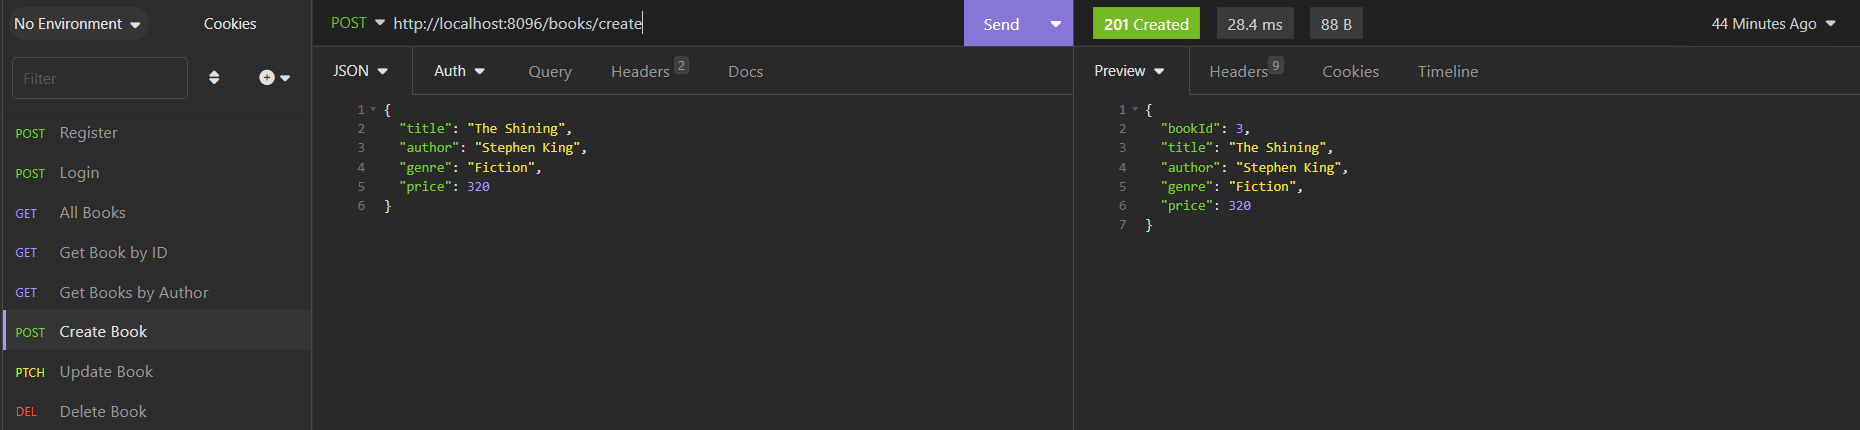 No Environment Cookies
Filter
POST Register
POST Login
GET All Books
GET Get Book by ID
GET Get Books by Author
POST Create Book
PTCH Update Book
DEL Delete Book
POST http://localhost:8096/books/create Send
JSON Auth Query Headers 2 Docs
1 {
2 "title": "The Shining",
3 "author": "Stephen King",
4 "genre": "Fiction",
5 "price": 320
6 }
201 Created 28.4 ms 88 B 44 Minutes Ago
Preview Headers 9 Cookies Timeline
1 {
2 "bookId": 3,
3 "title": "The Shining",
4 "author": "Stephen King",
5 "genre": "Fiction",
6 "price": 320
7 }